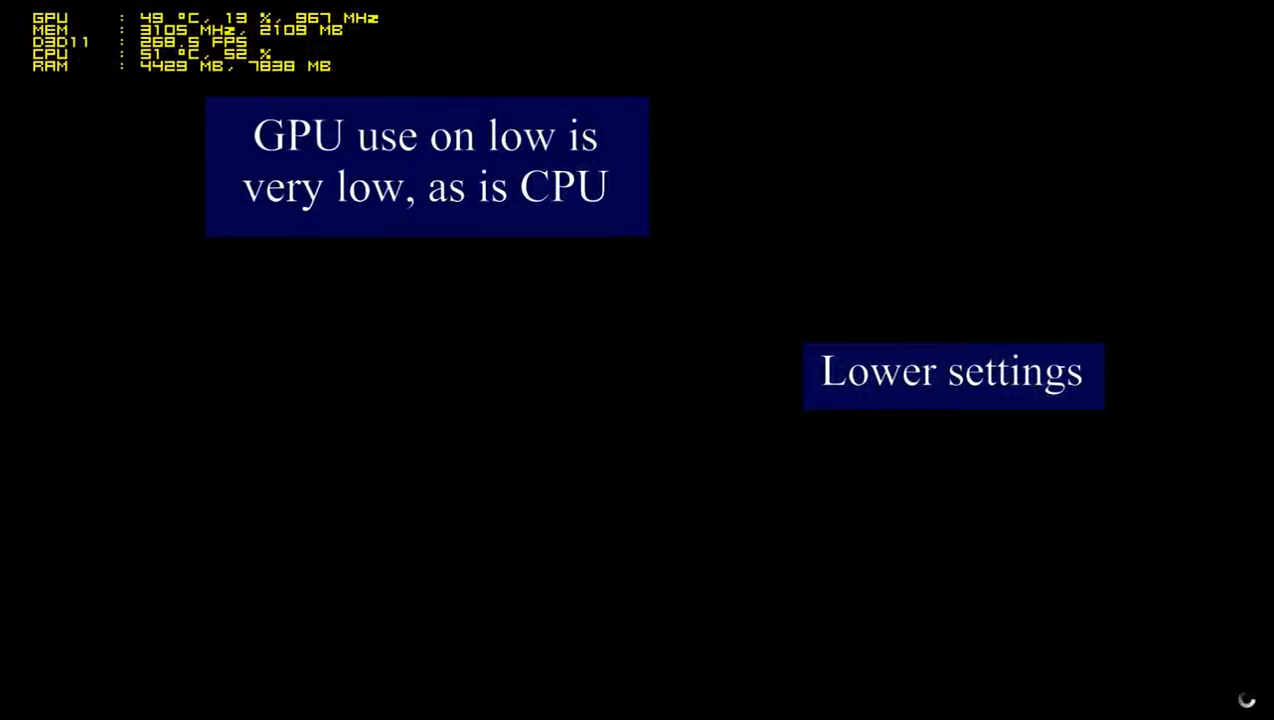 GPU : 49 °C, 13 %, 967 MHz
MEM : 3105 MHz, 2109 MB
D3D11 : 268.5 FPS
CPU : 51 °C, 52 %
RAM : 4429 MB, 7838 MB
GPU use on low is
very low, as is CPU
Lower settings